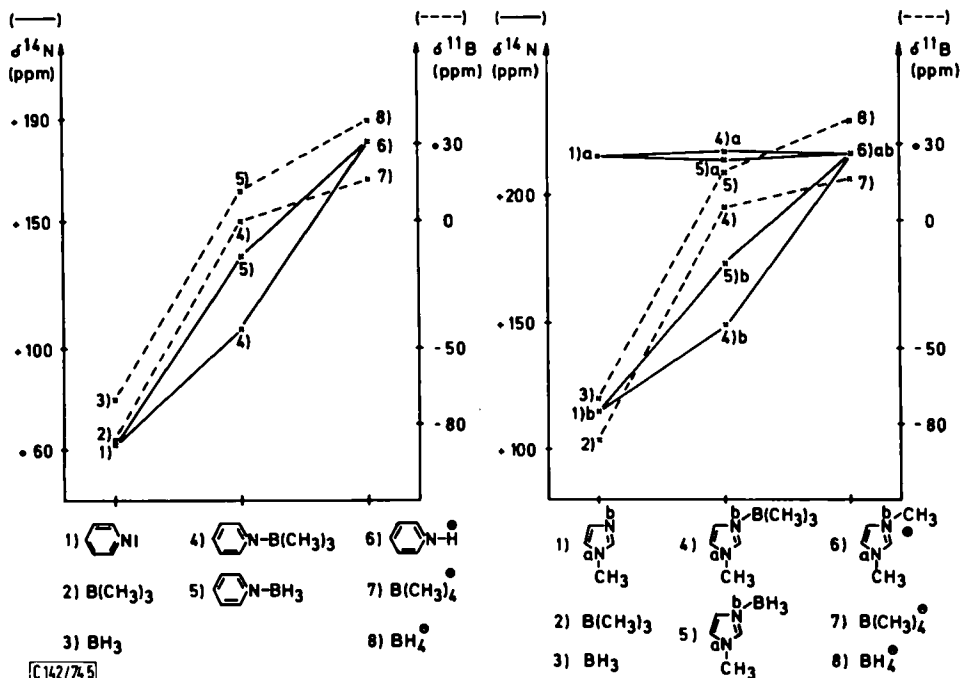 (——) (----) (——) (----)
δ¹⁴N (ppm) δ¹¹B (ppm) δ¹⁴N (ppm) δ¹¹B (ppm)
+ 190
+ 150
+ 100
+ 60
+ 30
0
- 50
- 80
8)
6)
7)
5)
4)
5)
4)
3)
2)
1)
+ 200
+ 150
+ 100
+ 30
0
- 50
- 80
4)a
8)
1)a
5)a
6)ab
5)
7)
4)
5)b
4)b
3)
1)b
2)
1) NI 4) N-B(CH₃)₃ 6) N-H ⊕
2) B(CH₃)₃ 5) N-BH₃ 7) B(CH₃)₄ ⊖
3) BH₃ 8) BH₄ ⊖
C142/745
1) b N a N CH₃
4) b N B(CH₃)₃ a N CH₃
6) b N CH₃ ⊕ a N CH₃
2) B(CH₃)₃
5) b N BH₃ a N CH₃
7) B(CH₃)₄ ⊖
3) BH₃
8) BH₄ ⊖